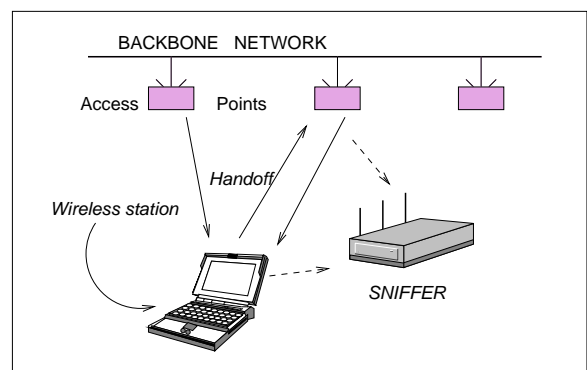 BACKBONE NETWORK
Access Points
Handoff
Wireless station
SNIFFER